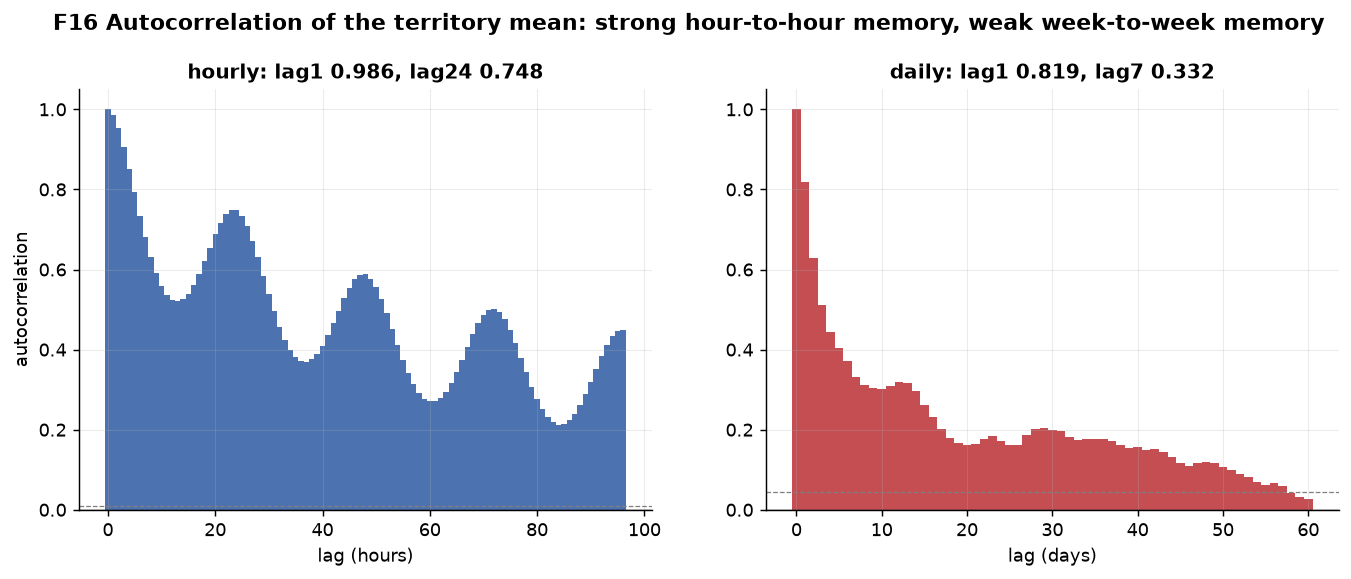 F16 Autocorrelation of the territory mean: strong hour-to-hour memory, weak week-to-week memory
hourly: lag1 0.986, lag24 0.748
autocorrelation
1.0
0.8
0.6
0.4
0.2
0.0
0 20 40 60 80 100
lag (hours)
daily: lag1 0.819, lag7 0.332
1.0
0.8
0.6
0.4
0.2
0.0
0 10 20 30 40 50 60
lag (days)